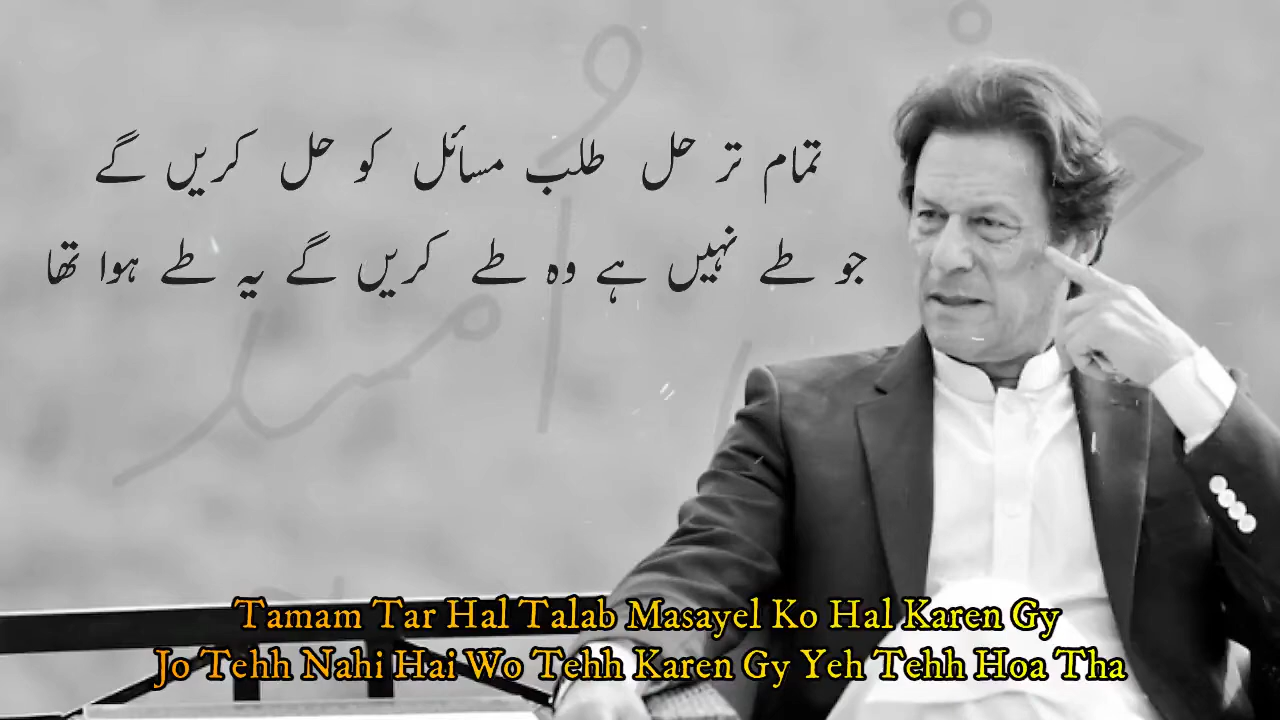 تمام تر حل طلب مسائل کو حل کریں گے
جو طے نہیں ہے وہ طے کریں گے یہ طے ہوا تھا
Tamam Tar Hal Talab Masayel Ko Hal Karen Gy
Jo Tehh Nahi Hai Wo Tehh Karen Gy Yeh Tehh Hoa Tha